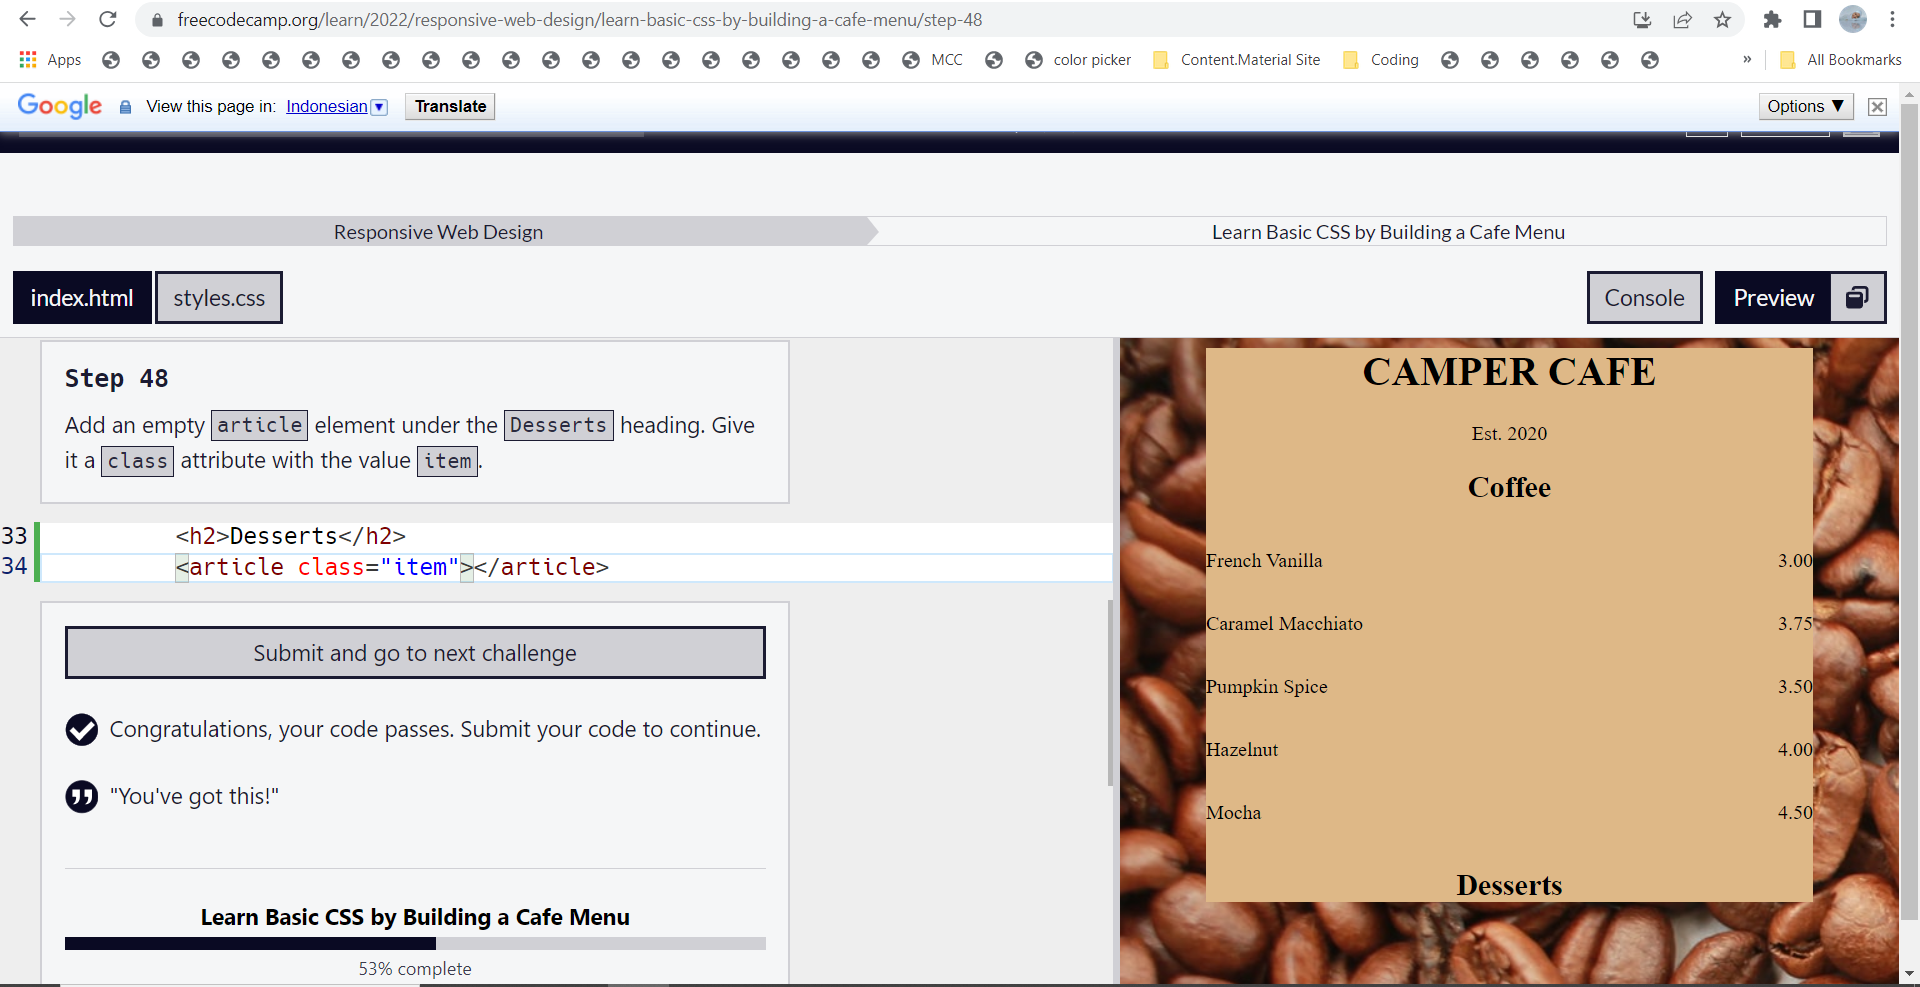 freecodecamp.org/learn/2022/responsive-web-design/learn-basic-css-by-building-a-cafe-menu/step-48
Apps MCC color picker Content.Material Site Coding » All Bookmarks
Google View this page in: Indonesian Translate Options ▼
Responsive Web Design Learn Basic CSS by Building a Cafe Menu
index.html styles.css Console Preview
Step 48
Add an empty article element under the Desserts heading. Give
it a class attribute with the value item.
33 <h2>Desserts</h2>
34 <article class="item"></article>
Submit and go to next challenge
Congratulations, your code passes. Submit your code to continue.
"You've got this!"
Learn Basic CSS by Building a Cafe Menu
53% complete
CAMPER CAFE
Est. 2020
Coffee
French Vanilla 3.00
Caramel Macchiato 3.75
Pumpkin Spice 3.50
Hazelnut 4.00
Mocha 4.50
Desserts